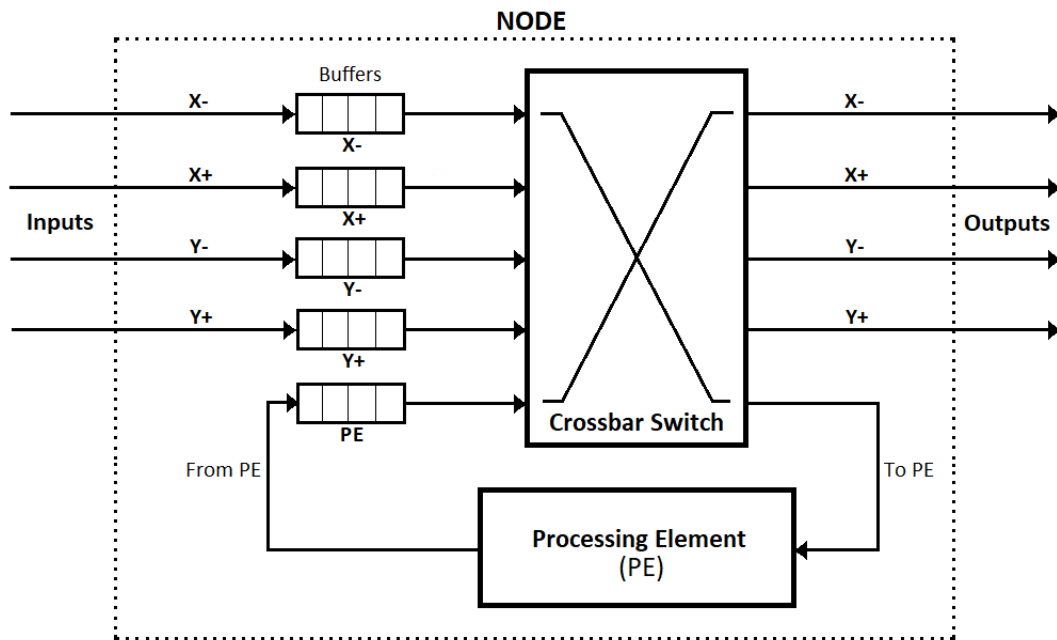 NODE
Buffers
X-
X-
X-
X+
X+
X+
Inputs
Outputs
Y-
Y-
Y-
Y+
Y+
Y+
PE
Crossbar Switch
From PE
To PE
Processing Element
(PE)